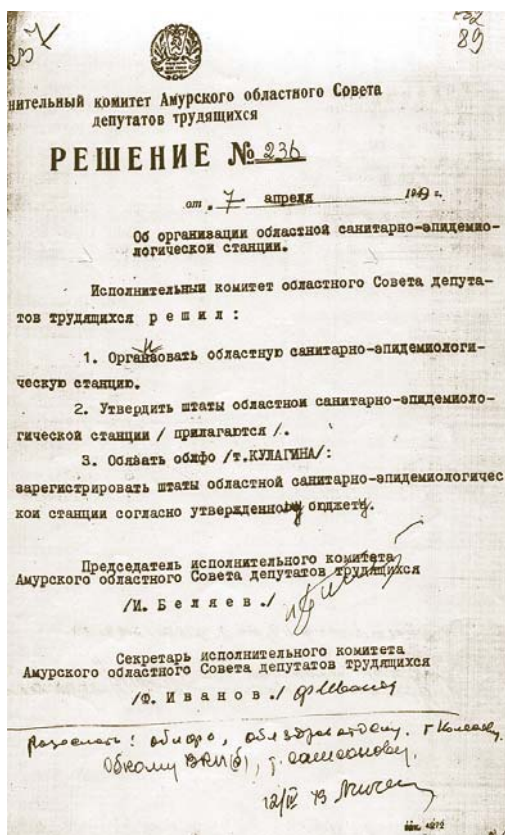 89
нительный комитет Амурского областного Совета
депутатов трудящихся
РЕШЕНИЕ № 236
от „ 7 апреля 1949 г.
Об организации областной санитарно-эпидемио-
логической станции.
Исполнительный комитет областного Совета депута-
тов трудящихся р е ш и л :
1. Организовать областную санитарно-эпидемиологи-
ческую станцию.
2. Утвердить штаты областной санитарно-эпидемиоло-
гической станции / прилагаются /.
3. Обязать облфо /т.КУЛАГИНА/:
зарегистрировать штаты областной санитарно-эпидемиологичес
кой станции согласно утвержденному бюджету.
Председатель исполнительного комитета
Амурского областного Совета депутатов трудящихся
/И. Беляев./
Секретарь исполнительного комитета
Амурского областного Совета депутатов трудящихся
/Ф. И в а н о в ./ ФИванов
Разослать: облфо, облздравотделу.
Обкому ВКП(б), т. Самсонову.
12/IV